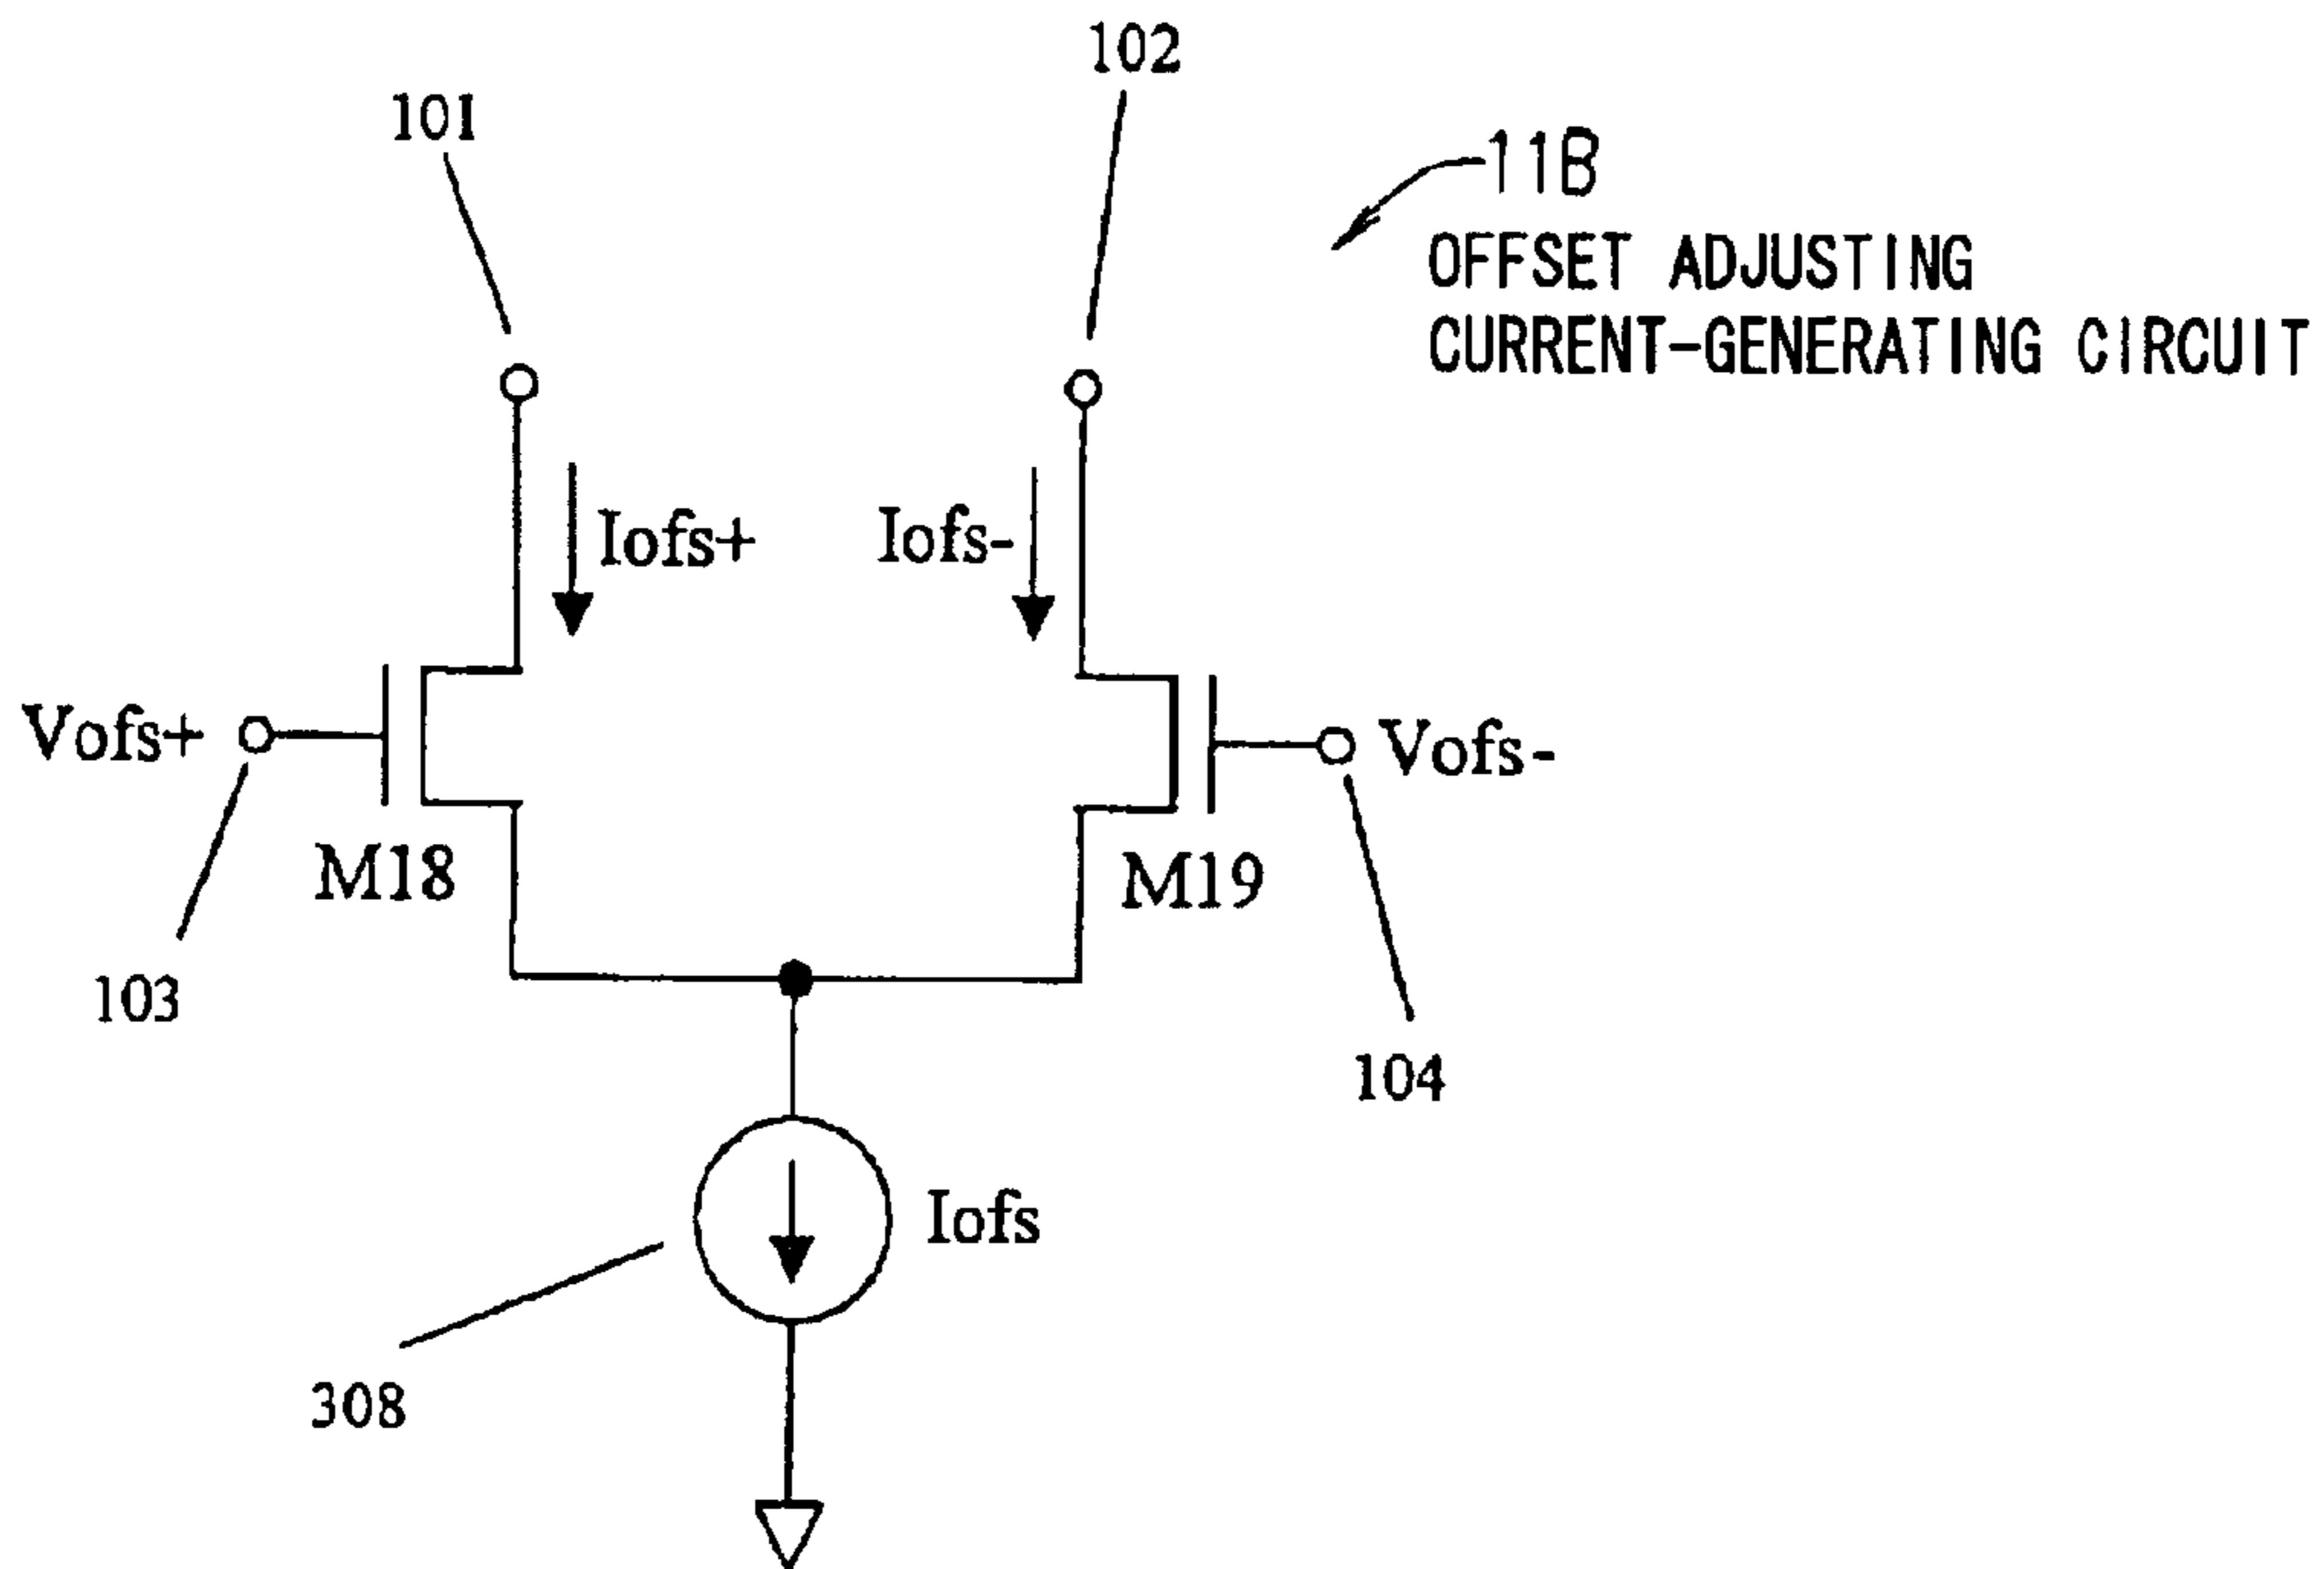 102
101
11B
OFFSET ADJUSTING
CURRENT-GENERATING CIRCUIT
Iofs+
Iofs-
Vofs+
Vofs-
M18
M19
103
104
Iofs
308